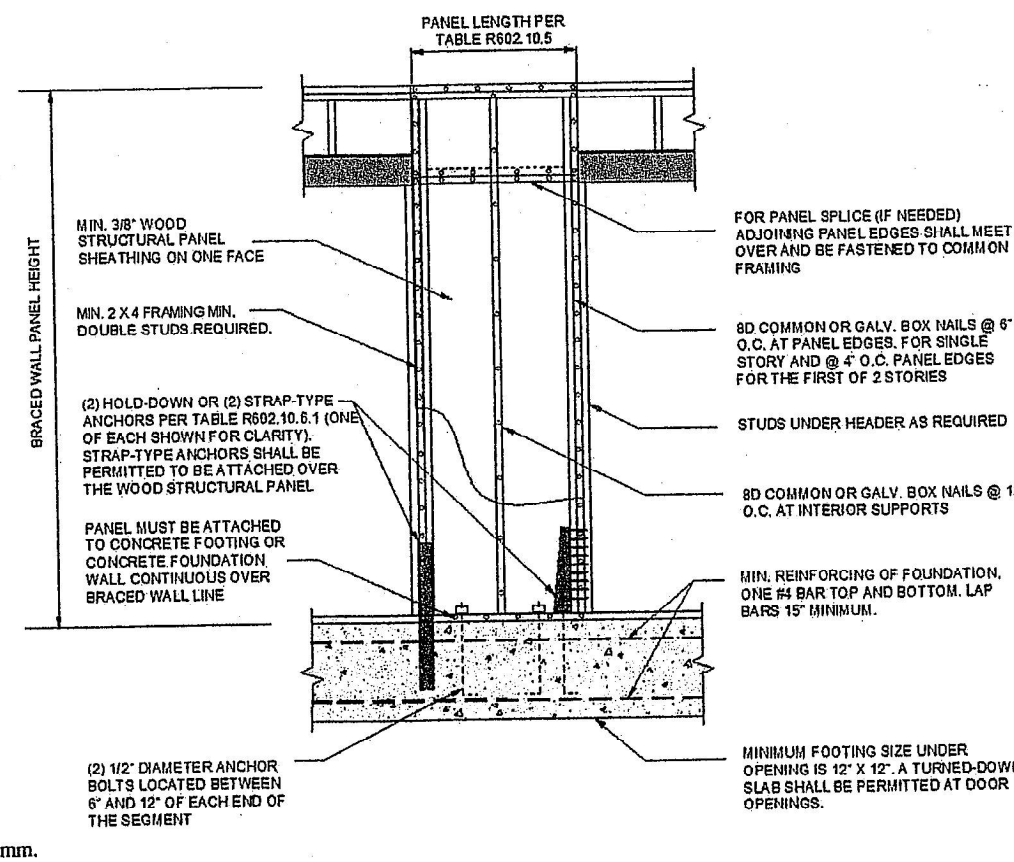 PANEL LENGTH PER
TABLE R602.10.5
BRACED WALL PANEL HEIGHT
MIN. 3/8" WOOD
STRUCTURAL PANEL
SHEATHING ON ONE FACE
MIN. 2 X 4 FRAMING MIN.
DOUBLE STUDS REQUIRED.
(2) HOLD-DOWN OR (2) STRAP-TYPE
ANCHORS PER TABLE R602.10.6.1 (ONE
OF EACH SHOWN FOR CLARITY).
STRAP-TYPE ANCHORS SHALL BE
PERMITTED TO BE ATTACHED OVER
THE WOOD STRUCTURAL PANEL
PANEL MUST BE ATTACHED
TO CONCRETE FOOTING OR
CONCRETE FOUNDATION
WALL CONTINUOUS OVER
BRACED WALL LINE
(2) 1/2" DIAMETER ANCHOR
BOLTS LOCATED BETWEEN
6" AND 12" OF EACH END OF
THE SEGMENT
FOR PANEL SPLICE (IF NEEDED)
ADJOINING PANEL EDGES SHALL MEET
OVER AND BE FASTENED TO COMMON
FRAMING
8D COMMON OR GALV. BOX NAILS @ 6"
O.C. AT PANEL EDGES. FOR SINGLE
STORY AND @ 4" O.C. PANEL EDGES
FOR THE FIRST OF 2 STORIES
STUDS UNDER HEADER AS REQUIRED
8D COMMON OR GALV. BOX NAILS @ 1
O.C. AT INTERIOR SUPPORTS
MIN. REINFORCING OF FOUNDATION,
ONE #4 BAR TOP AND BOTTOM. LAP
BARS 15" MINIMUM.
MINIMUM FOOTING SIZE UNDER
OPENING IS 12" X 12". A TURNED-DOWN
SLAB SHALL BE PERMITTED AT DOOR
OPENINGS.
mm.